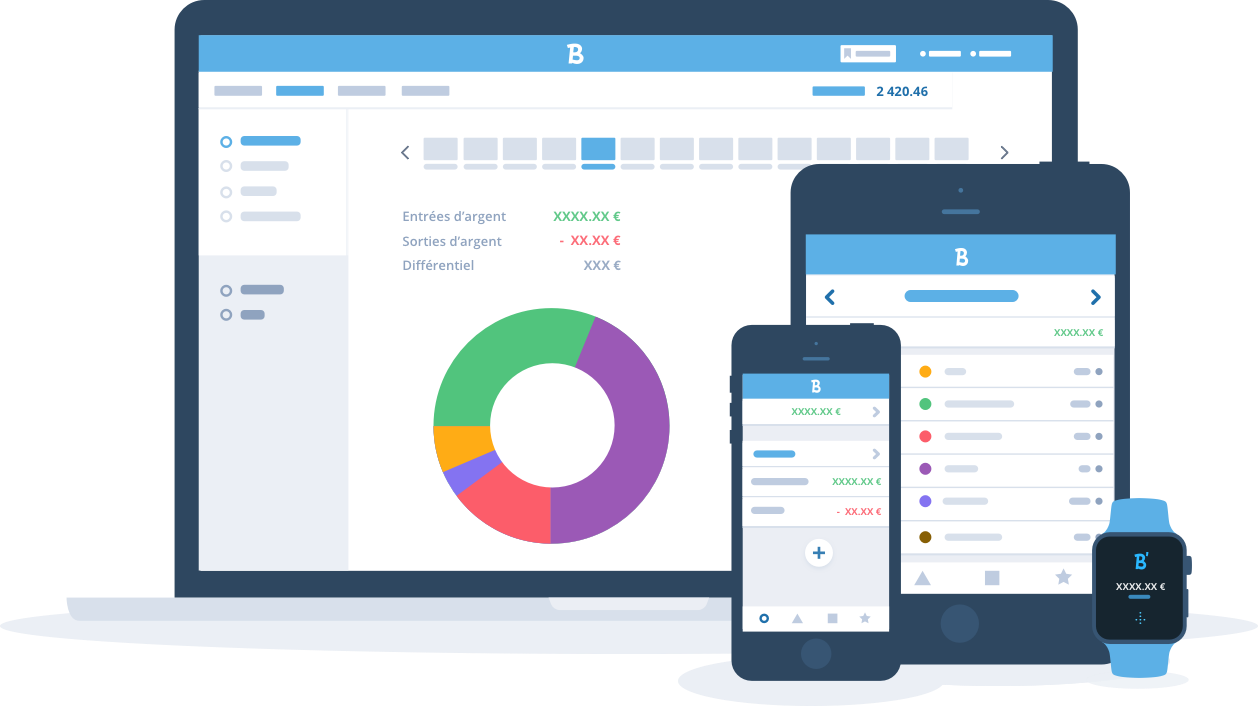 B
2 420.46
Entrées d'argent XXXX.XX €
Sorties d'argent - XX.XX €
Différentiel XXX €
B
XXXX.XX €
B
XXXX.XX €
XXXX.XX €
- XX.XX €
B'
XXXX.XX €